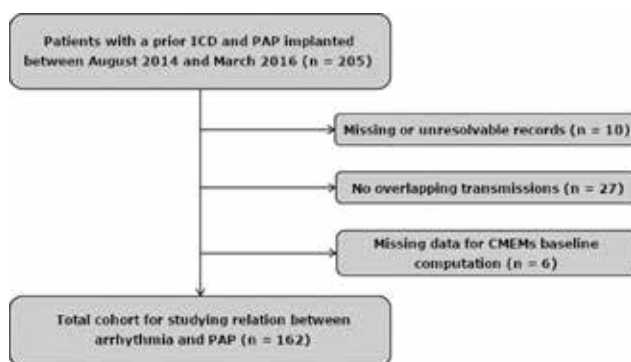 Patients with a prior ICD and PAP implanted
between August 2014 and March 2016 (n = 205)
Missing or unresolvable records (n = 10)
No overlapping transmissions (n = 27)
Missing data for CMEMs baseline
computation (n = 6)
Total cohort for studying relation between
arrhythmia and PAP (n = 162)